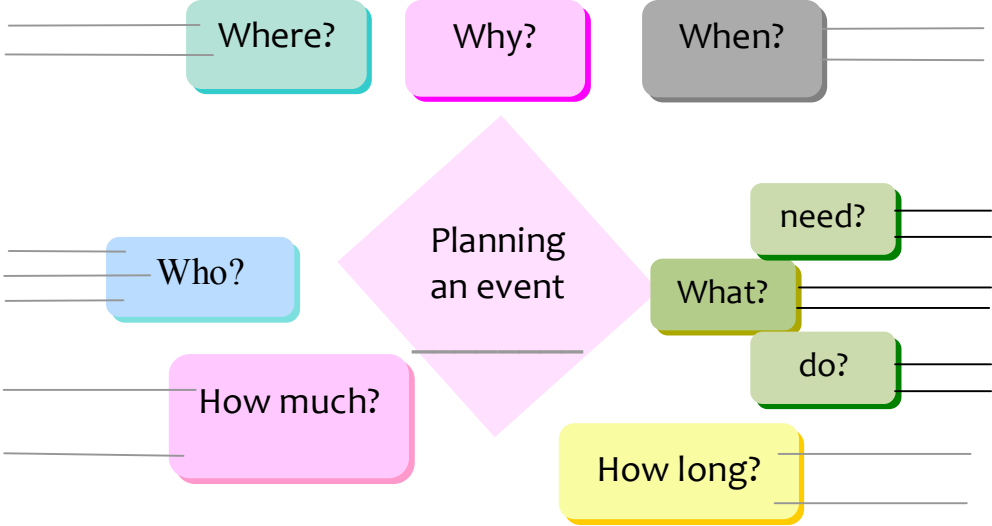 Where?
Why?
When?
need?
Planning
an event
Who?
What?
do?
How much?
How long?